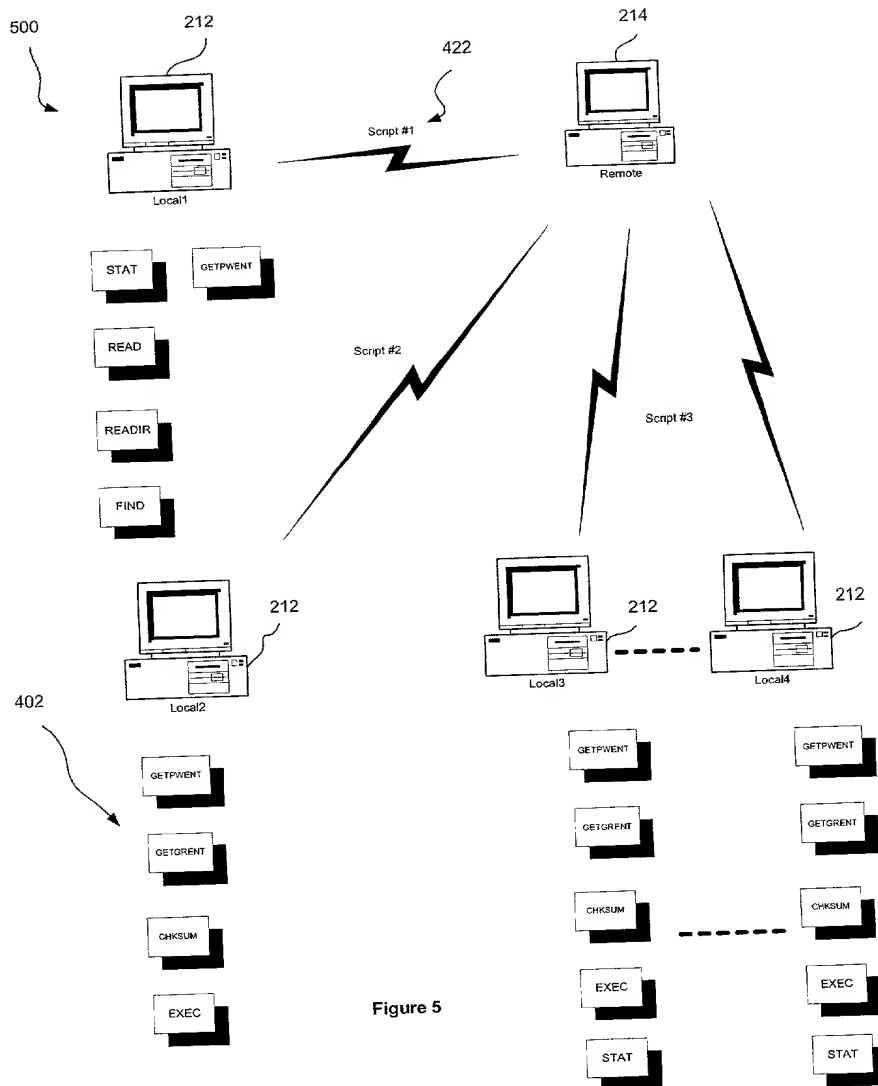 500
212
422
214
Script #1
Local1
Remote
STAT
GETPWENT
READ
Script #2
READIR
Script #3
FIND
212
212
212
Local2
Local3
Local4
402
GETPWENT
GETPWENT
GETPWENT
GETGRENT
GETGRENT
GETGRENT
CHKSUM
CHKSUM
CHKSUM
EXEC
EXEC
EXEC
Figure 5
STAT
STAT